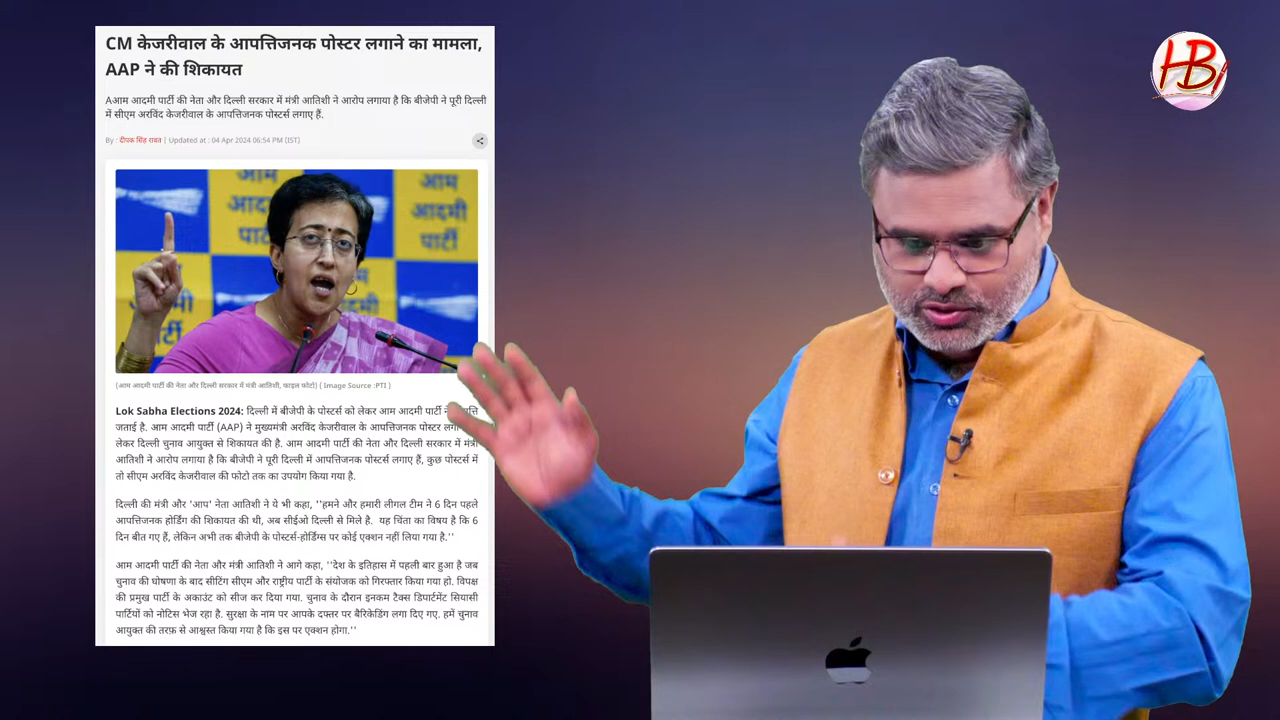 CM केजरीवाल के आपत्तिजनक पोस्टर लगाने का मामला,
AAP ने की शिकायत
Aआम आदमी पार्टी की नेता और दिल्ली सरकार में मंत्री आतिशी ने आरोप लगाया है कि बीजेपी ने पूरी दिल्ली
में सीएम अरविंद केजरीवाल के आपत्तिजनक पोस्टर्स लगाए हैं.
By : दीपक सिंह रावत | Updated at : 04 Apr 2024 06:54 PM (IST)
आम
आदमी
पार्टी
(आम आदमी पार्टी की नेता और दिल्ली सरकार में मंत्री आतिशी, फाइल फोटो) ( Image Source :PTI )
Lok Sabha Elections 2024: दिल्ली में बीजेपी के पोस्टर्स को लेकर आम आदमी पार्टी
जताई है. आम आदमी पार्टी (AAP) ने मुख्यमंत्री अरविंद केजरीवाल के आपत्तिजनक पोस्टर
लेकर दिल्ली चुनाव आयुक्त से शिकायत की है. आम आदमी पार्टी की नेता और दिल्ली सरकार में मंत्री
आतिशी ने आरोप लगाया है कि बीजेपी ने पूरी दिल्ली में आपत्तिजनक पोस्टर्स लगाए हैं, कुछ पोस्टर्स में
तो सीएम अरविंद केजरीवाल की फोटो तक का उपयोग किया गया है.
दिल्ली की मंत्री और 'आप' नेता आतिशी ने ये भी कहा, ''हमने और हमारी लीगल टीम ने 6 दिन पहले
आपत्तिजनक होर्डिंग की शिकायत की थी, अब सीईओ दिल्ली से मिले है. यह चिंता का विषय है कि 6
दिन बीत गए हैं, लेकिन अभी तक बीजेपी के पोस्टर्स-होर्डिंग्स पर कोई एक्शन नहीं लिया गया है.''
आम आदमी पार्टी की नेता और मंत्री आतिशी ने आगे कहा, ''देश के इतिहास में पहली बार हुआ है जब
चुनाव की घोषणा के बाद सीटिंग सीएम और राष्ट्रीय पार्टी के संयोजक को गिरफ्तार किया गया हो. विपक्ष
की प्रमुख पार्टी के अकाउंट को सीज कर दिया गया. चुनाव के दौरान इनकम टैक्स डिपार्टमेंट सियासी
पार्टियों को नोटिस भेज रहा है. सुरक्षा के नाम पर आपके दफ्तर पर बैरिकेडिंग लगा दिए गए. हमें चुनाव
आयुक्त की तरफ़ से आश्वस्त किया गया है कि इस पर एक्शन होगा.''
HB